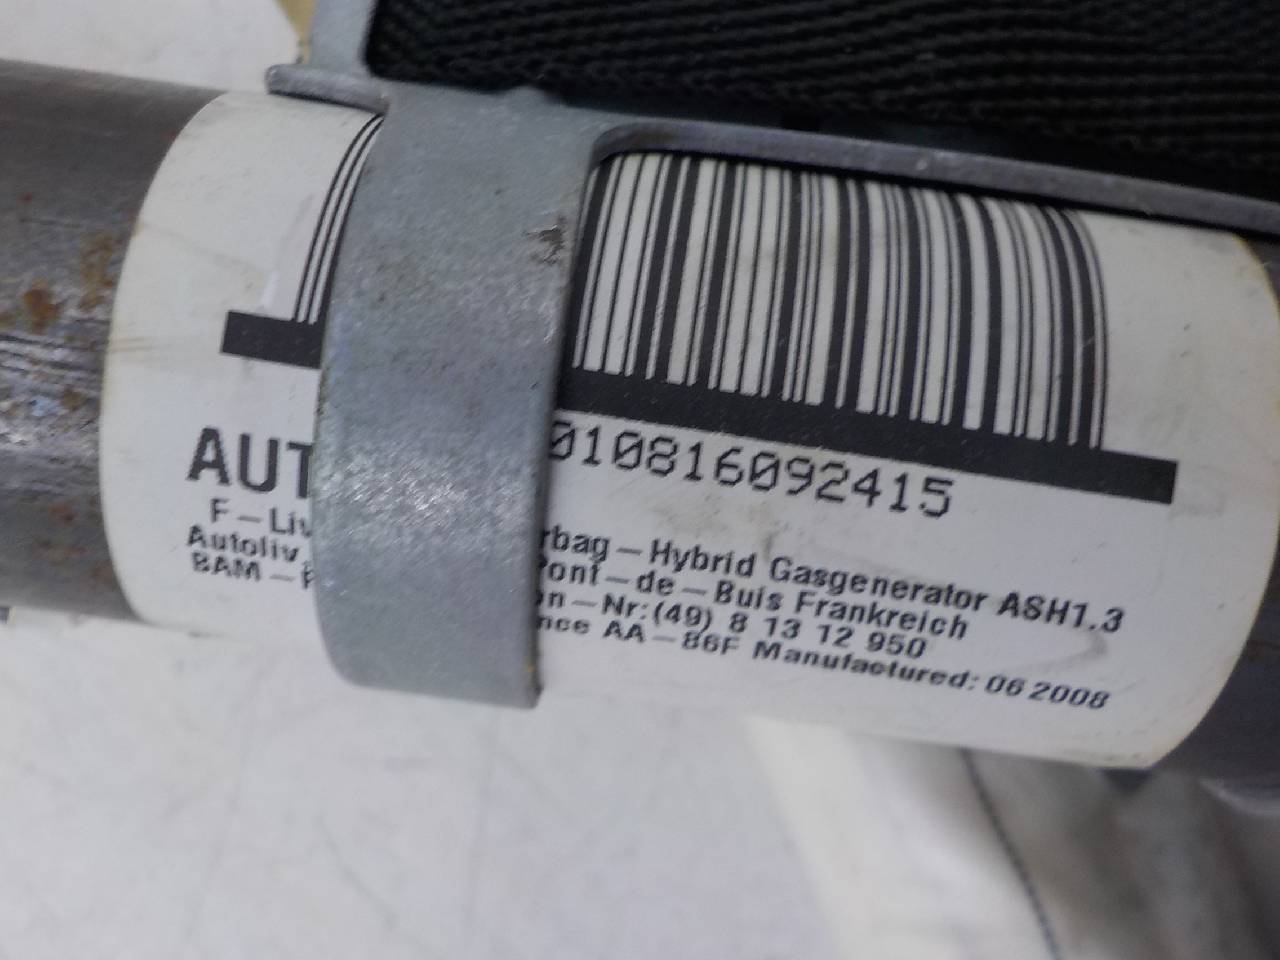 AUT 010816092415
F-Liv rbag-Hybrid Gasgenerator ASH1.3
Autoliv Pont-de-Buis Frankreich
BAM-P on-Nr:(49) 8 13 12 950
nce AA-86F Manufactured: 06 2008